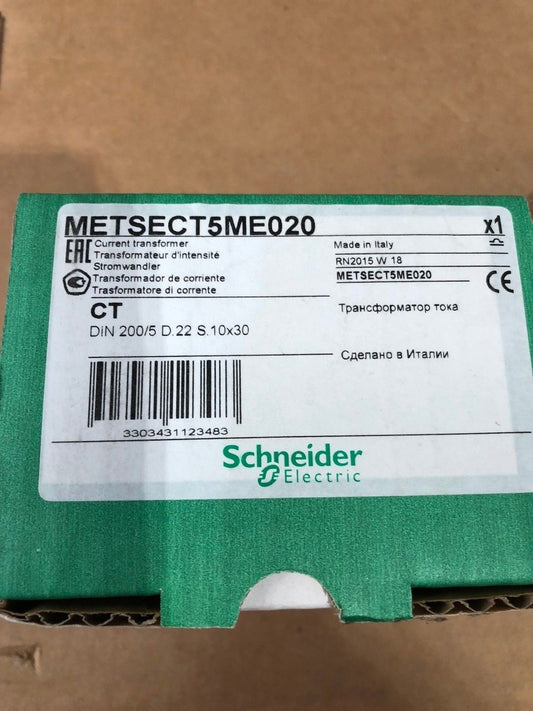 METSECT5ME020
x1
EAC Current transformer
Transformateur d'intensité
Stromwandler
Transformador de corriente
Trasformatore di corrente
Made in Italy
RN2015 W 18
METSECT5ME020
CE
CT
DIN 200/5 D.22 S.10x30
Трансформатор тока
Сделано в Италии
3303431123483
Schneider
Electric